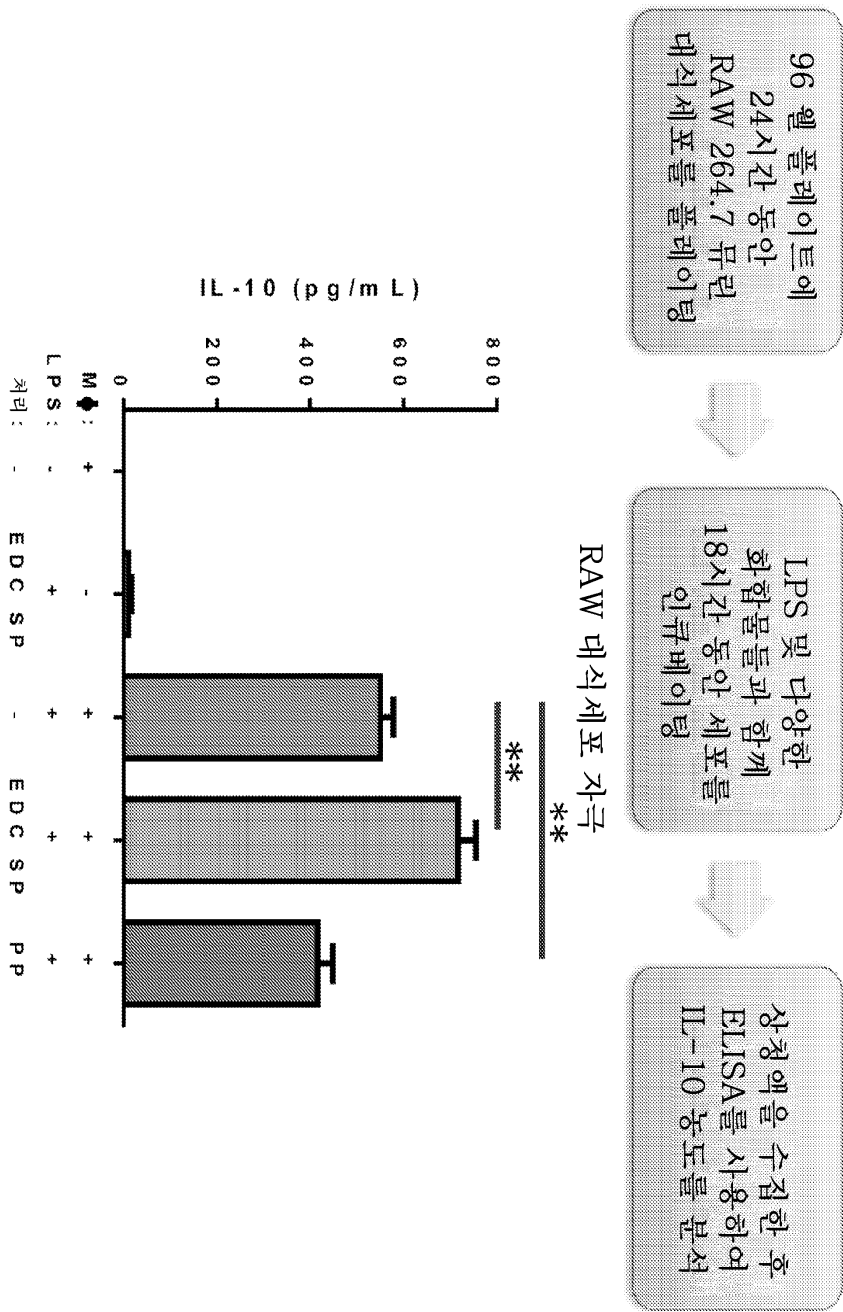 96 웰 플레이트에
24시간 동안
RAW 264.7 뮤린
대식세포를 플레이팅
LPS 및 다양한
화합물들과 함께
18시간 동안 세포를
인큐베이팅
상청액을 수집한 후
ELISA를 사용하여
IL-10 농도를 분석
RAW 대식세포 자극
**
**
IL-10 (pg/mL)
800
600
400
200
0
Mϕ: + - + + +
LPS: - + + + +
처리: - EDC SP - EDC SP PP